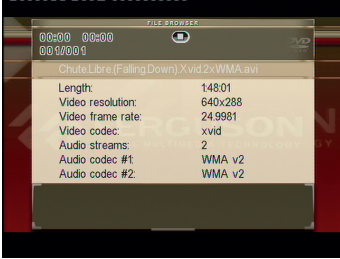 FILE BROWSER
00:00 00:00
001/001
DVD
Chute.Libre.(Falling Down).Xvid.2xWMA.avi
Length: 1:48:01
Video resolution: 640x288
Video frame rate: 24.9981
Video codec: xvid
Audio streams: 2
Audio codec #1: WMA v2
Audio codec #2: WMA v2